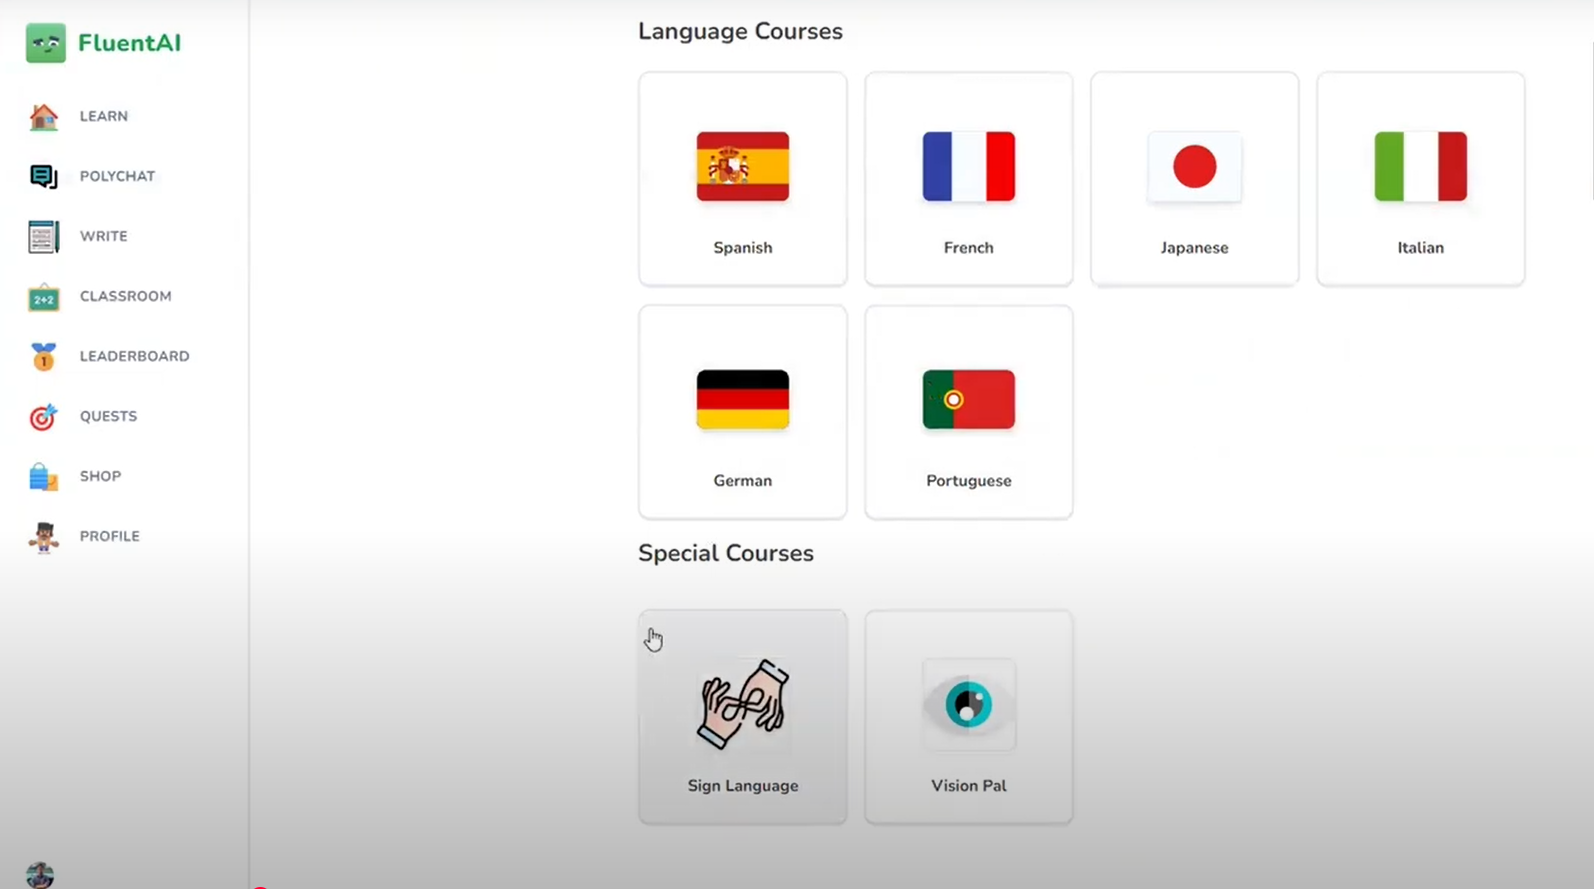 FluentAI
LEARN
POLYCHAT
WRITE
2+2
CLASSROOM
1
LEADERBOARD
QUESTS
SHOP
PROFILE
Language Courses
Spanish
French
Japanese
Italian
German
Portuguese
Special Courses
Sign Language
Vision Pal